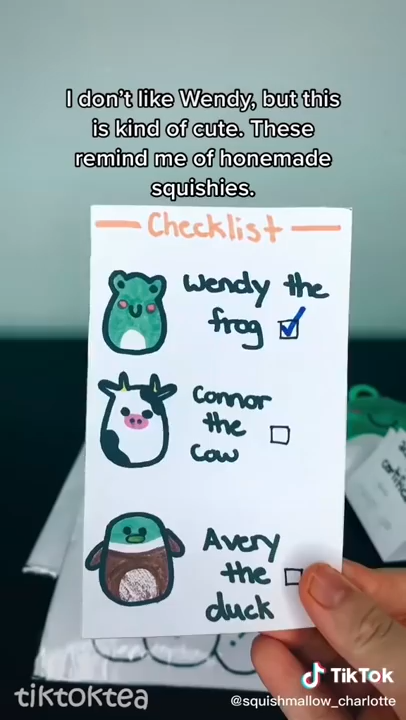 I don't like Wendy, but this
is kind of cute. These
remind me of honemade
squishies.
Checklist
Wendy the
frog
Connor
the
cow
Avery
the
duck
TikTok
tiktoktea
@squishmallow_charlotte